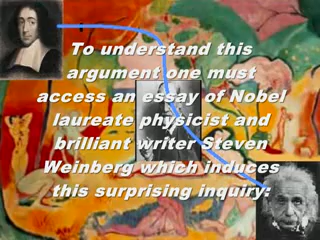 To understand this
argument one must
access an essay of Nobel
laureate physicist and
brilliant writer Steven
Weinberg which induces
this surprising inquiry: